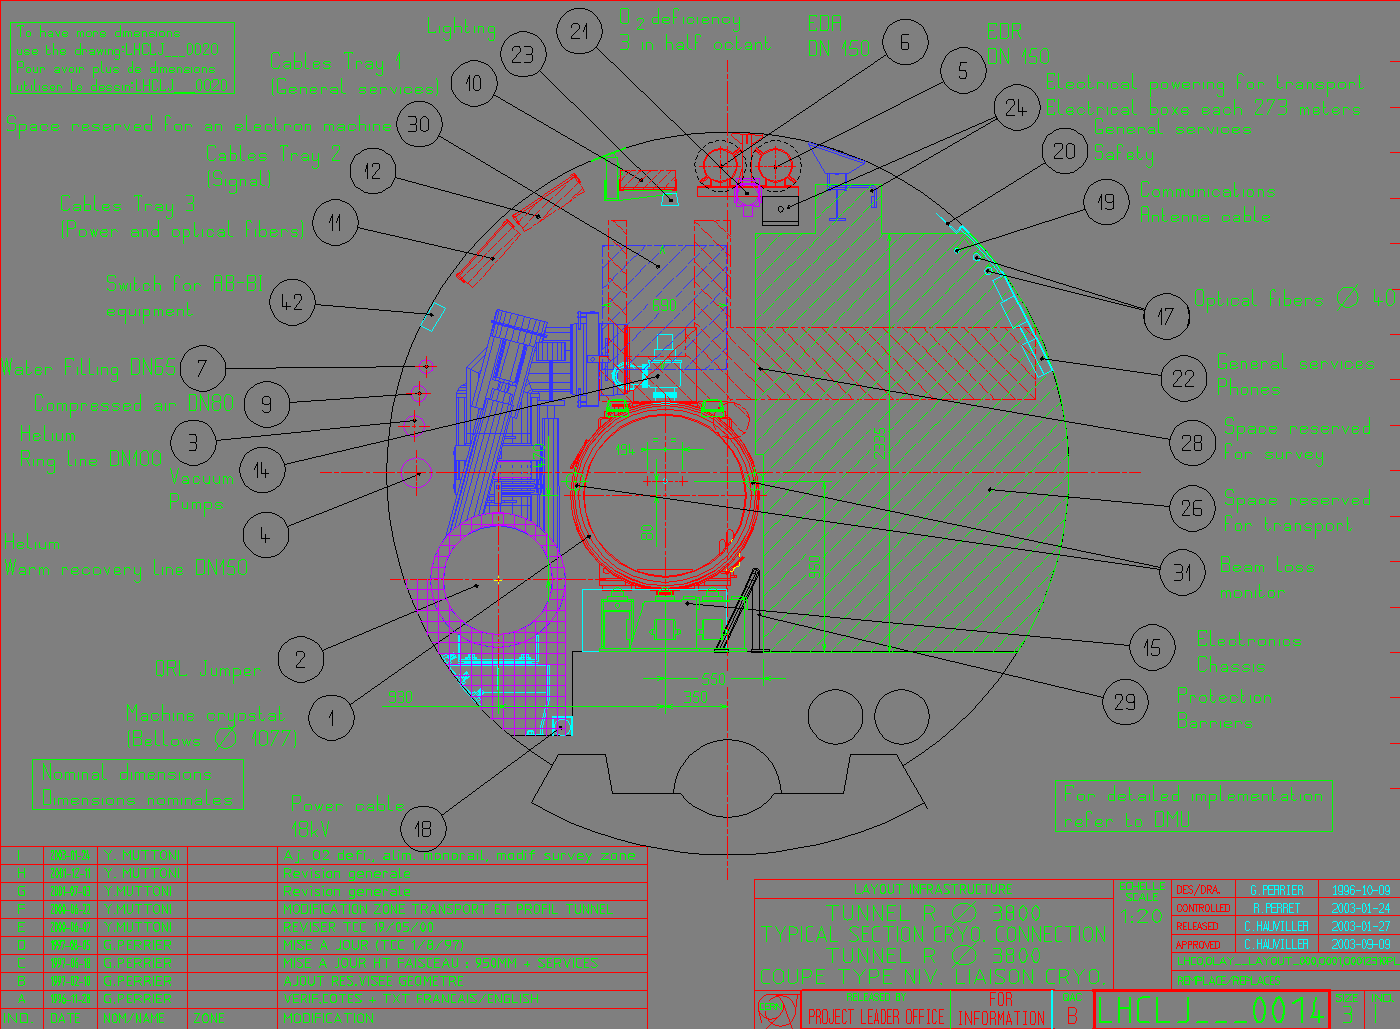 To have more dimensions
use the drawing:LHCLJ__0020
Pour avoir plus de dimensions
utiliser le dessin:LHCLJ__0020
Lighting
21
O2 deficiency
3 in half octant
EDR
DN 150
6
EDR
DN 150
23
Cables Tray 1
(General services)
10
5
Electrical powering for transport
Electrical boxe each 273 meters
24
Space reserved for an electron machine
30
General services
Safety
20
Cables Tray 2
(Signal)
12
Communications
Antenna cable
19
Cables Tray 3
(Power and optical fibers)
11
Switch for AB-BI
equipment
42
Optical fibers Ø 40
17
690
Water Filling DN65
7
General services
Phones
22
Compressed air DN80
9
Helium
Ring line DN100
3
Space reserved
for survey
28
Vacuum
Pumps
14
194
Space reserved
for transport
26
Helium
Warm recovery line DN150
4
80
950
Beam loss
monitor
31
QRL Jumper
2
Electronics
Chassis
15
Machine cryostat
(Bellows Ø 1077)
1
930
550
350
Protection
Barriere
29
Nominal dimensions
Dimensions nominales
Power cable
18kV
18
For detailed implementation
refer to DMU
I Y. MUTTONI Aj. O2 defi., alim. monorail, modif survey zone
H Y. MUTTONI Revision generale
G Y.MUTTONI Revision generale
F Y.MUTTONI MODIFICATION ZONE TRANSPORT ET PROFIL TUNNEL
E Y.MUTTONI REVISER TCC 19/05/00
D G.PERRIER MISE A JOUR (TCC 1/8/97)
C G.PERRIER MISE A JOUR HT FAISCEAU : 950MM + SERVICES
B G.PERRIER AJOUT RES.VISEE GEOMETRE
A G.PERRIER VERIF.COTES + TXT FRANCAIS/ENGLISH
IND. DATE NOM/NAME ZONE MODIFICATION
LAYOUT INFRASTRUCTURE
TUNNEL R Ø 3800
TYPICAL SECTION CRYO. CONNECTION
TUNNEL R Ø 3800
COUPE TYPE NIV. LIAISON CRYO.
ECHELLE
SCALE
1:20
DES/DRA. G.PERRIER 1996-10-09
CONTROLLED R.PERRET 2003-01-24
RELEASED C.HAUVILLER 2003-01-27
APPROVED C.HAUVILLER 2003-09-09
REMPLACE/REPLACES
RELEASED BY
PROJECT LEADER OFFICE
FOR
INFORMATION
QAC
B
LHCLJ___0014
SIZE
3
IND.
I